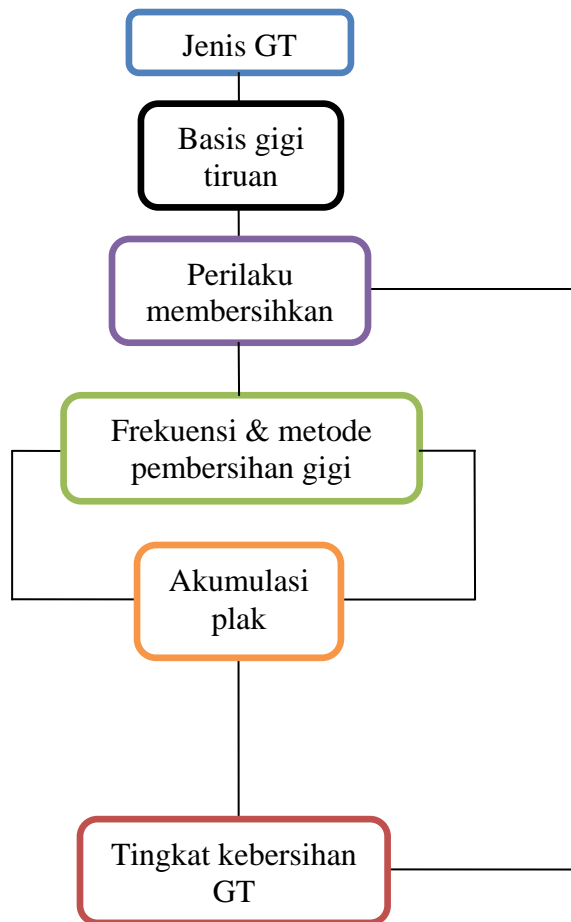 Jenis GT
Basis gigi
tiruan
Perilaku
membersihkan
Frekuensi & metode
pembersihan gigi
Akumulasi
plak
Tingkat kebersihan
GT